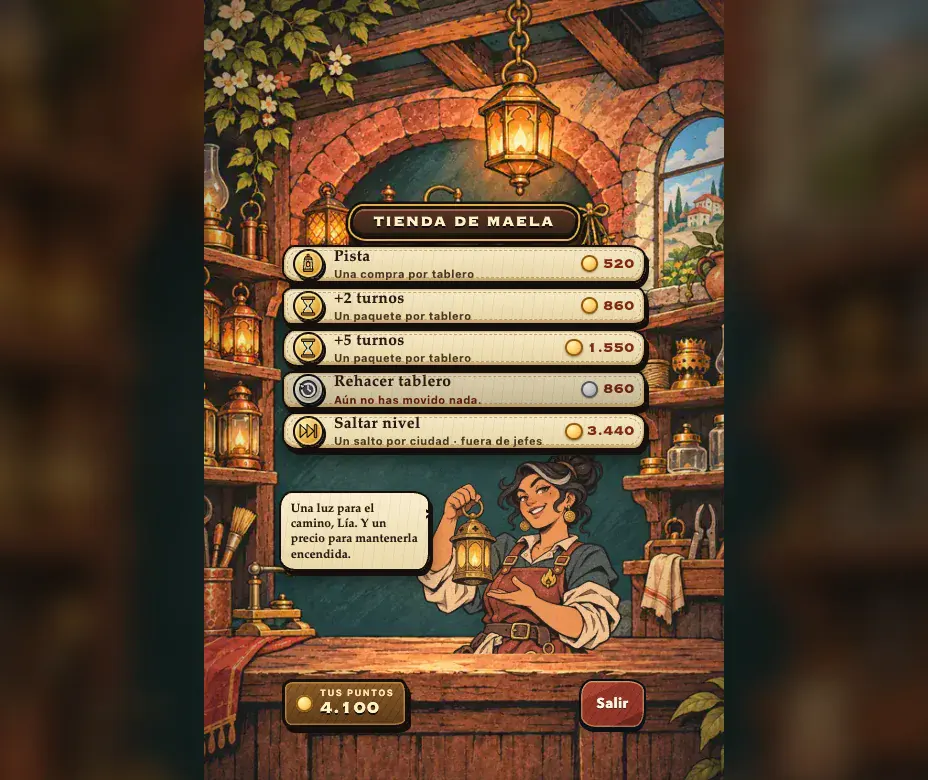 TIENDA DE MAELA
Pista
Una compra por tablero
520
+2 turnos
Un paquete por tablero
860
+5 turnos
Un paquete por tablero
1.550
Rehacer tablero
Aún no has movido nada.
860
Saltar nivel
Un salto por ciudad · fuera de jefes
3.440
Una luz para el
camino, Lía. Y un
precio para mantenerla
encendida.
TUS PUNTOS
4.100
Salir